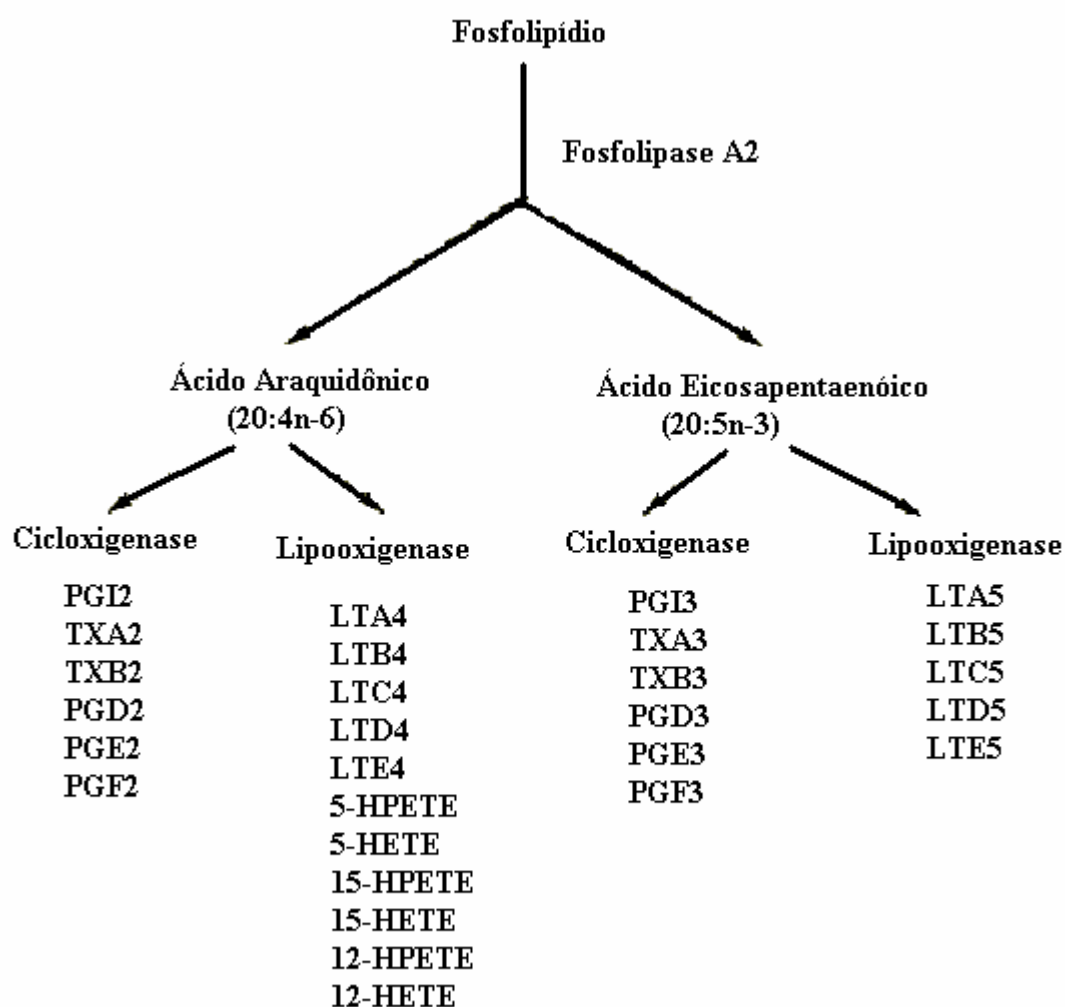 Fosfolipídio
Fosfolipase A2
Ácido Araquidônico
(20:4n-6)
Ácido Eicosapentaenóico
(20:5n-3)
Cicloxigenase
PGI2
TXA2
TXB2
PGD2
PGE2
PGF2
Lipooxigenase
LTA4
LTB4
LTC4
LTD4
LTE4
5-HPETE
5-HETE
15-HPETE
15-HETE
12-HPETE
12-HETE
Cicloxigenase
PGI3
TXA3
TXB3
PGD3
PGE3
PGF3
Lipooxigenase
LTA5
LTB5
LTC5
LTD5
LTE5